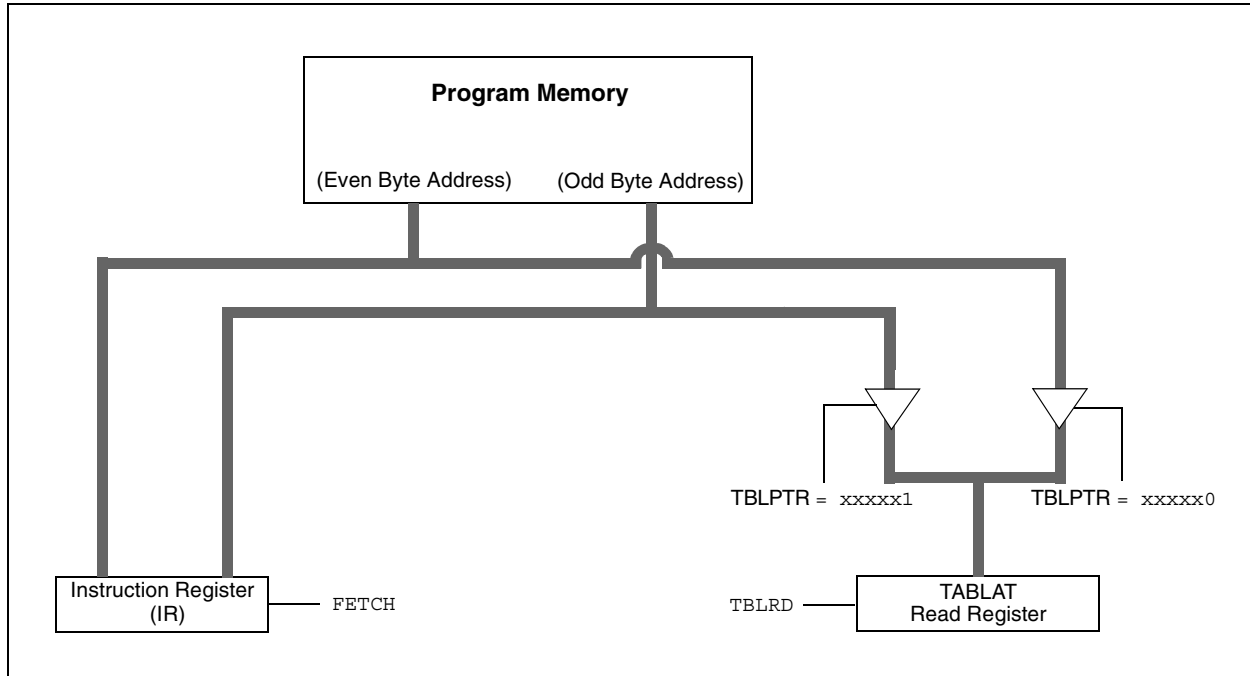 Program Memory
(Even Byte Address)
(Odd Byte Address)
TBLPTR = xxxxx1
TBLPTR = xxxxx0
Instruction Register
(IR)
FETCH
TBLRD
TABLAT
Read Register